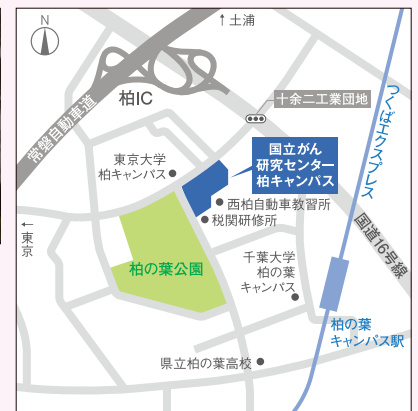 N
↑土浦
柏IC
常磐自動車道
十余二工業団地
つくばエクスプレス
国立がん
研究センター
柏キャンパス
東京大学
柏キャンパス
西柏自動車教習所
税関研修所
←東京
国道16号線
柏の葉公園
千葉大学
柏の葉
キャンパス
柏の葉
キャンパス駅
県立柏の葉高校